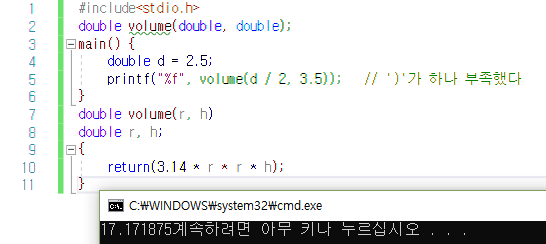 1 #include<stdio.h>
2 double volume(double, double);
3 main() {
4 double d = 2.5;
5 printf("%f", volume(d / 2, 3.5)); // ')'가 하나 부족했다
6 }
7 double volume(r, h)
8 double r, h;
9 {
10 return(3.14 * r * r * h);
11 }
C:\WINDOWS\system32\cmd.exe
17.171875계속하려면 아무 키나 누르십시오 . . .